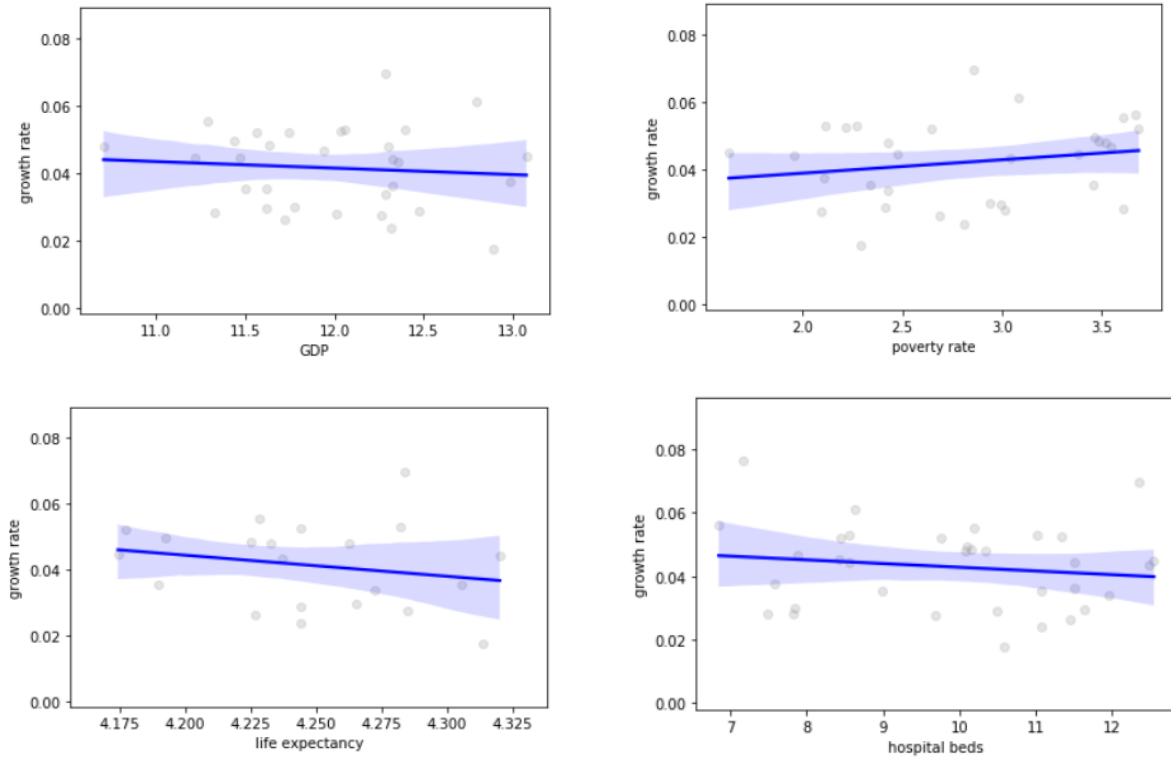 0.08
0.06
0.04
0.02
0.00
growth rate
11.0 11.5 12.0 12.5 13.0
GDP
0.08
0.06
0.04
0.02
0.00
growth rate
2.0 2.5 3.0 3.5
poverty rate
0.08
0.06
0.04
0.02
0.00
growth rate
4.175 4.200 4.225 4.250 4.275 4.300 4.325
life expectancy
0.08
0.06
0.04
0.02
0.00
growth rate
7 8 9 10 11 12
hospital beds